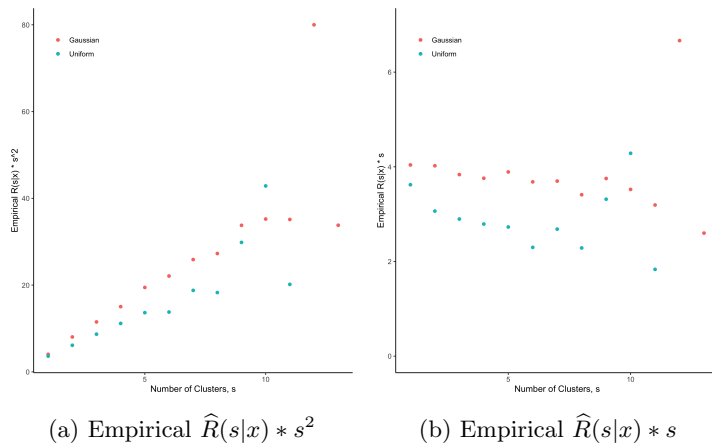 80
60
40
20
0
Empirical R(s|x) * s^2
Gaussian
Uniform
5
10
Number of Clusters, s
(a) Empirical R̂(s|x) ∗ s²
6
4
2
0
Empirical R(s|x) * s
Gaussian
Uniform
5
10
Number of Clusters, s
(b) Empirical R̂(s|x) ∗ s